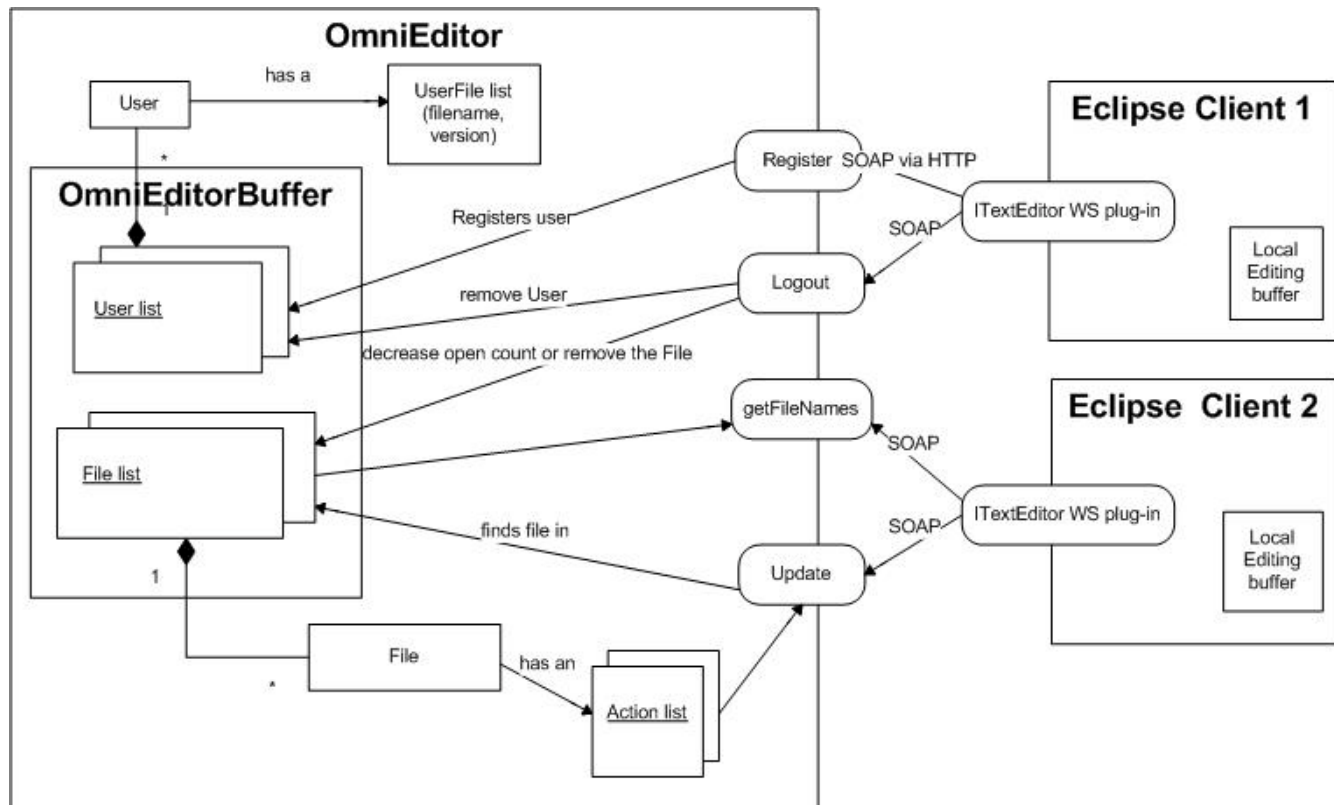 OmniEditor
has a
User
UserFile list
(filename,
version)
*
OmniEditorBuffer
1
User list
Registers user
remove User
decrease open count or remove the File
File list
finds file in
1
*
File
has an
Action list
Register
SOAP via HTTP
Logout
SOAP
getFileNames
SOAP
Update
SOAP
Eclipse Client 1
ITextEditor WS plug-in
Local
Editing
buffer
Eclipse Client 2
ITextEditor WS plug-in
Local
Editing
buffer